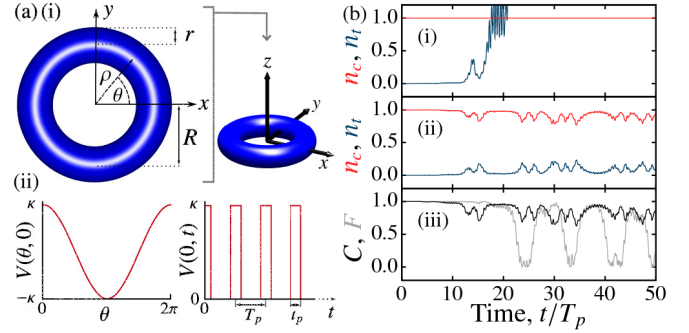 (a) (i)
y
r
ρ
θ
x
R
z
y
x
(ii)
V(θ, 0)
κ
−κ
0
θ
2π
V(0, t)
κ
0
T_p
t_p
t
(b)
n_c, n_t
1.0
0.5
0.0
(i)
n_c, n_t
1.0
0.5
0.0
(ii)
C, F
1.0
0.5
0.0
(iii)
0 10 20 30 40 50
Time, t/T_p